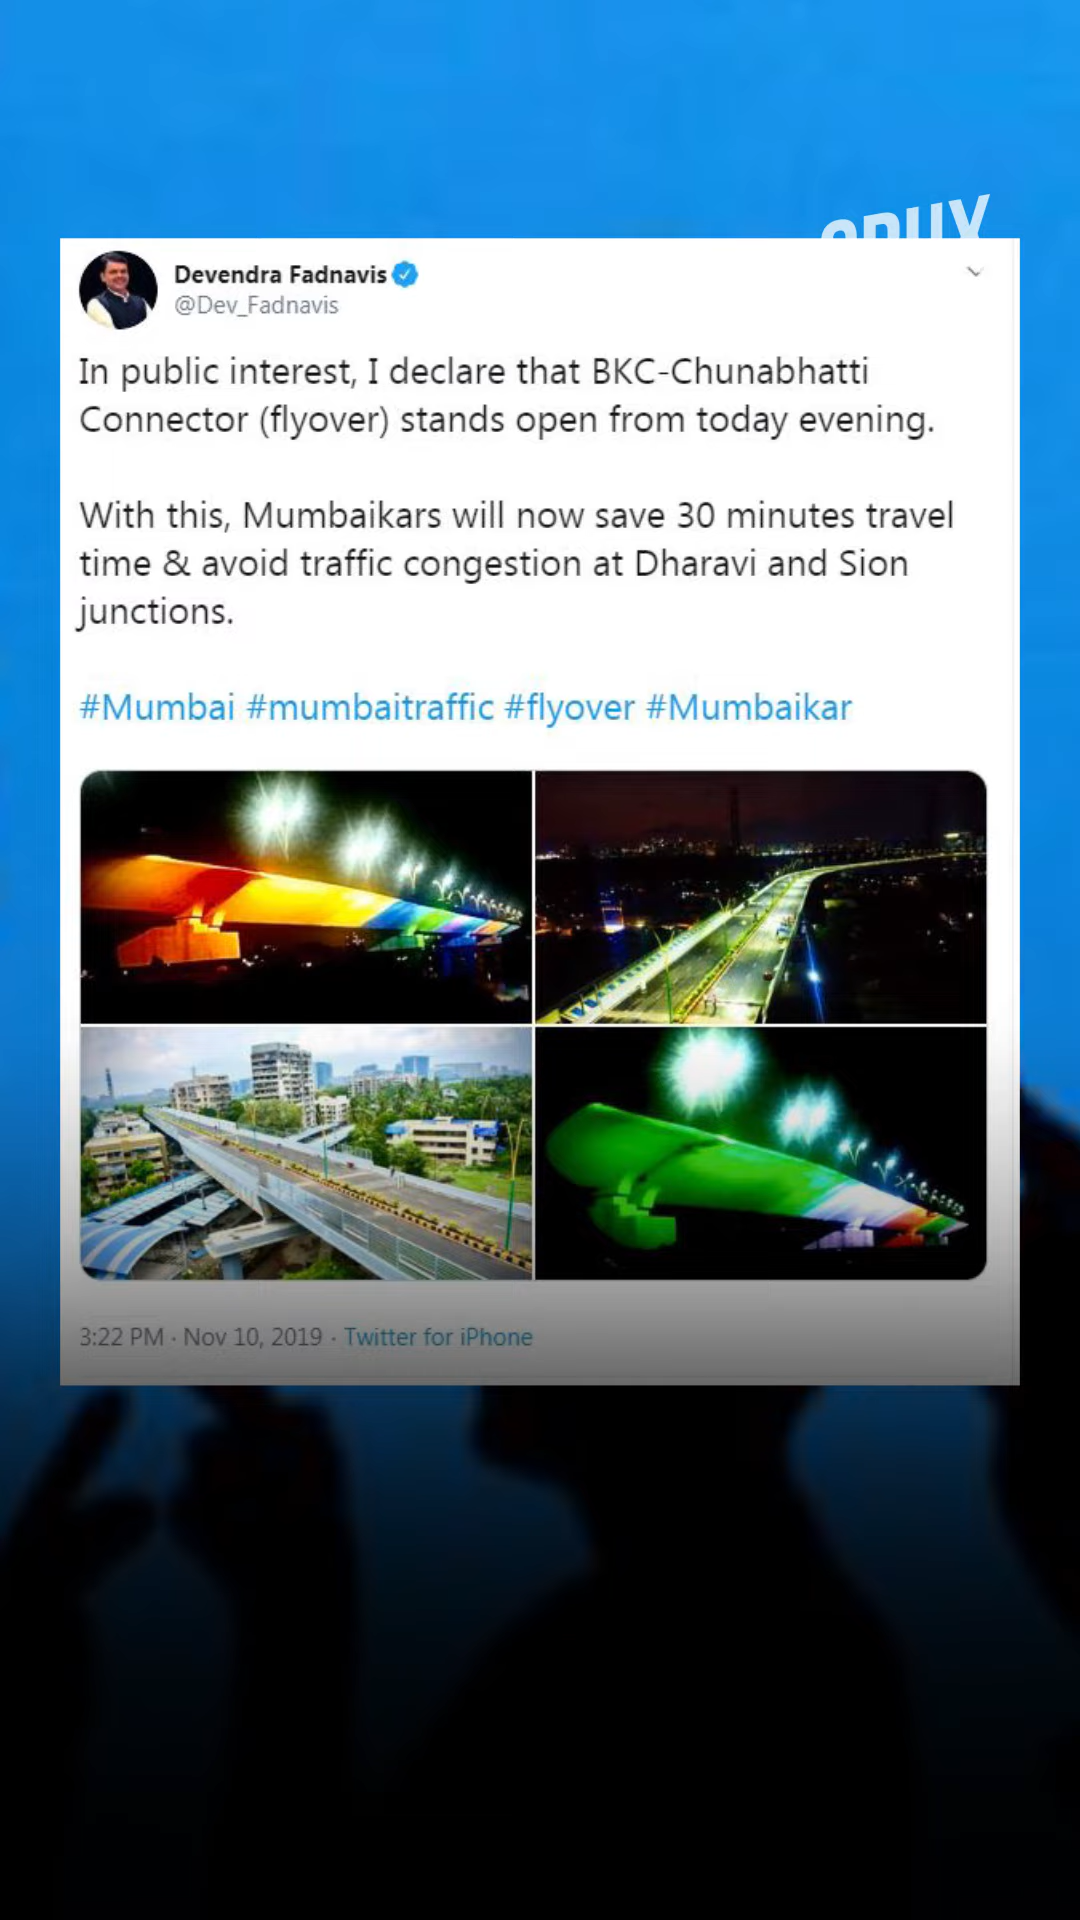 Devendra Fadnavis
@Dev_Fadnavis
In public interest, I declare that BKC-Chunabhatti
Connector (flyover) stands open from today evening.
With this, Mumbaikars will now save 30 minutes travel
time & avoid traffic congestion at Dharavi and Sion
junctions.
#Mumbai #mumbaitraffic #flyover #Mumbaikar
3:22 PM · Nov 10, 2019 · Twitter for iPhone